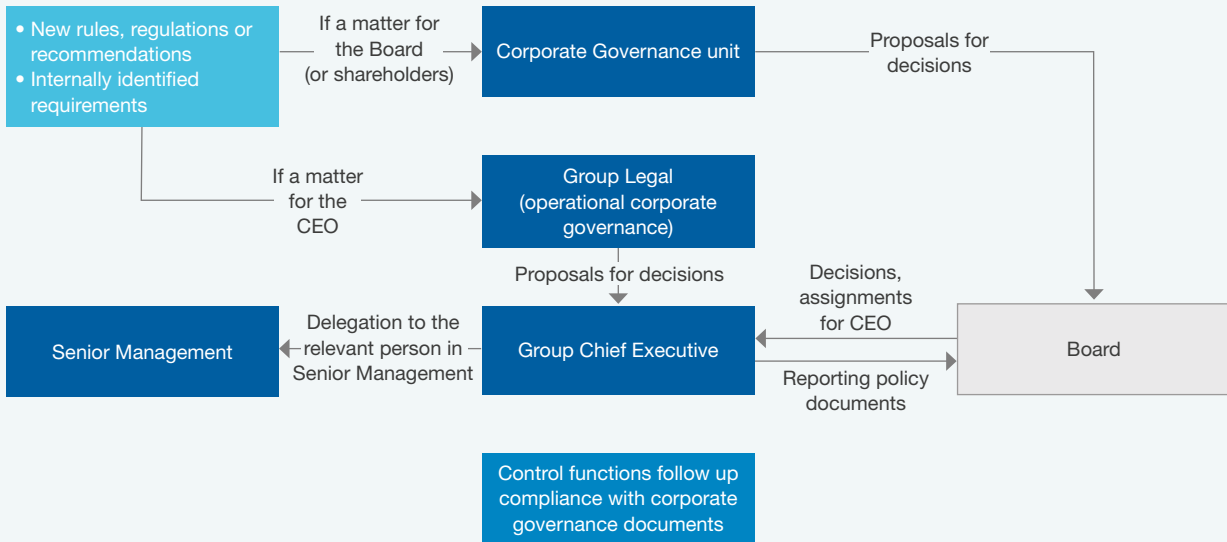 • New rules, regulations or
recommendations
• Internally identified
requirements
If a matter for
the Board
(or shareholders)
Corporate Governance unit
Proposals for
decisions
If a matter
for the
CEO
Group Legal
(operational corporate
governance)
Proposals for decisions
Senior Management
Delegation to the
relevant person in
Senior Management
Group Chief Executive
Decisions,
assignments
for CEO
Reporting policy
documents
Board
Control functions follow up
compliance with corporate
governance documents